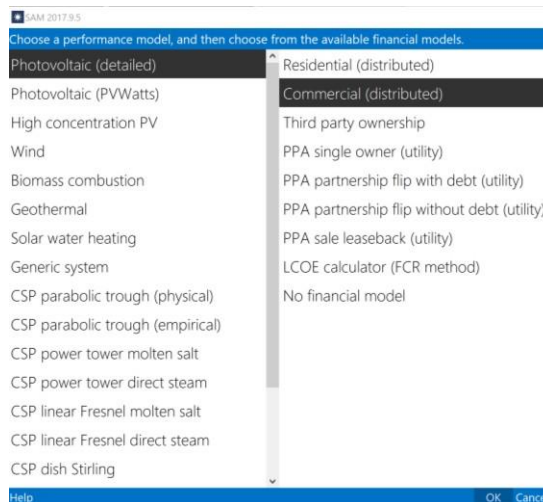 SAM 2017.9.5
Choose a performance model, and then choose from the available financial models.
Photovoltaic (detailed)
Photovoltaic (PVWatts)
High concentration PV
Wind
Biomass combustion
Geothermal
Solar water heating
Generic system
CSP parabolic trough (physical)
CSP parabolic trough (empirical)
CSP power tower molten salt
CSP power tower direct steam
CSP linear Fresnel molten salt
CSP linear Fresnel direct steam
CSP dish Stirling
Residential (distributed)
Commercial (distributed)
Third party ownership
PPA single owner (utility)
PPA partnership flip with debt (utility)
PPA partnership flip without debt (utility)
PPA sale leaseback (utility)
LCOE calculator (FCR method)
No financial model
Help
OK Cance